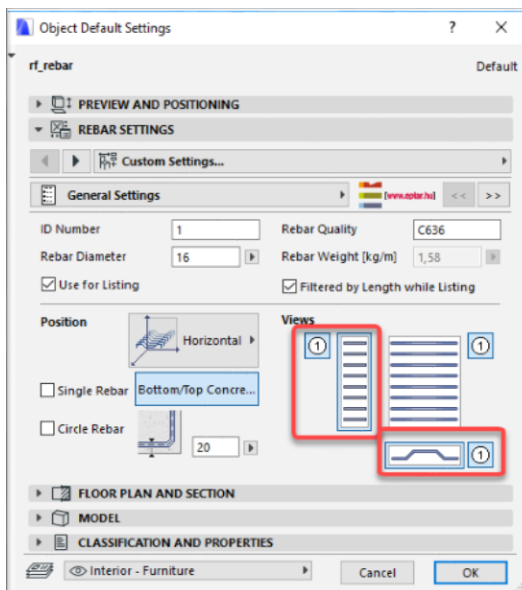 Object Default Settings ? ×
rf_rebar Default
PREVIEW AND POSITIONING
REBAR SETTINGS
Custom Settings...
General Settings [www.eptar.hu] << >>
ID Number 1 Rebar Quality C636
Rebar Diameter 16 Rebar Weight [kg/m] 1,58
Use for Listing Filtered by Length while Listing
Position Views
Horizontal 1 1
Single Rebar Bottom/Top Concre...
Circle Rebar
20 1
FLOOR PLAN AND SECTION
MODEL
CLASSIFICATION AND PROPERTIES
Interior - Furniture Cancel OK